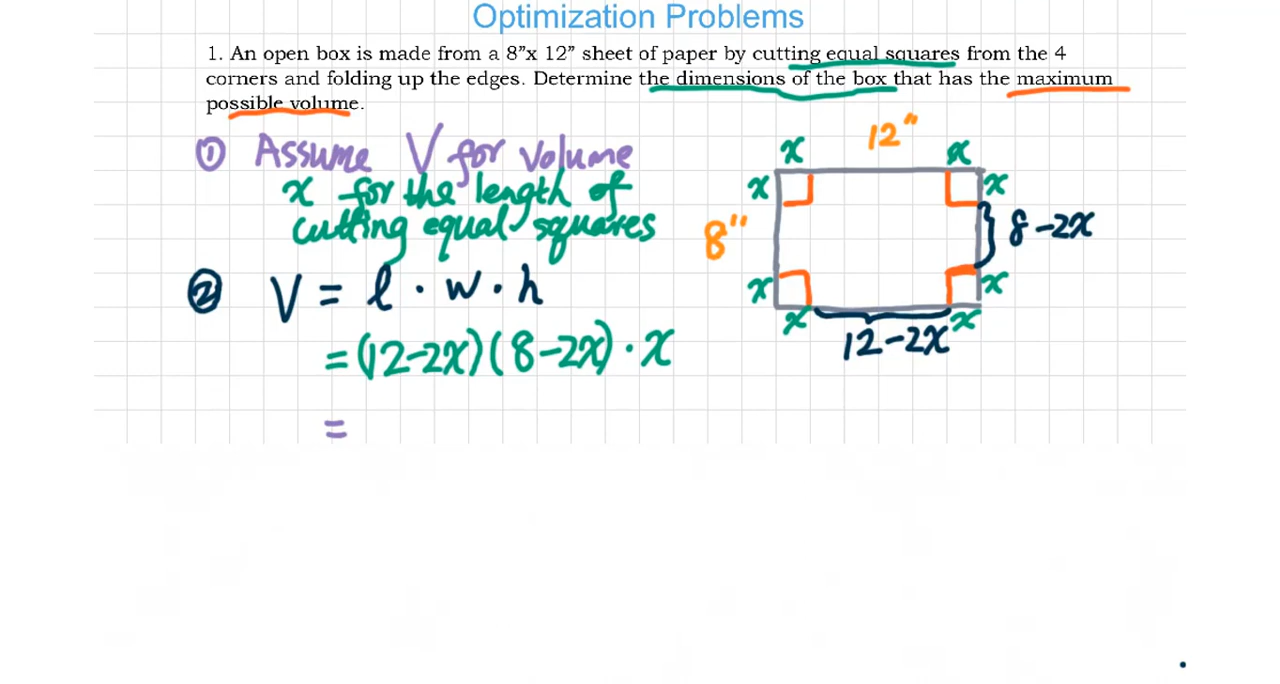 Optimization Problems
1. An open box is made from a 8”x 12” sheet of paper by cutting equal squares from the 4
corners and folding up the edges. Determine the dimensions of the box that has the maximum
possible volume.
① Assume V for volume
x for the length of
cutting equal squares
② V = l · w · h
= (12-2x)(8-2x) · x
=
12"
x x
x x
8"
8-2x
x x
x x
12-2x